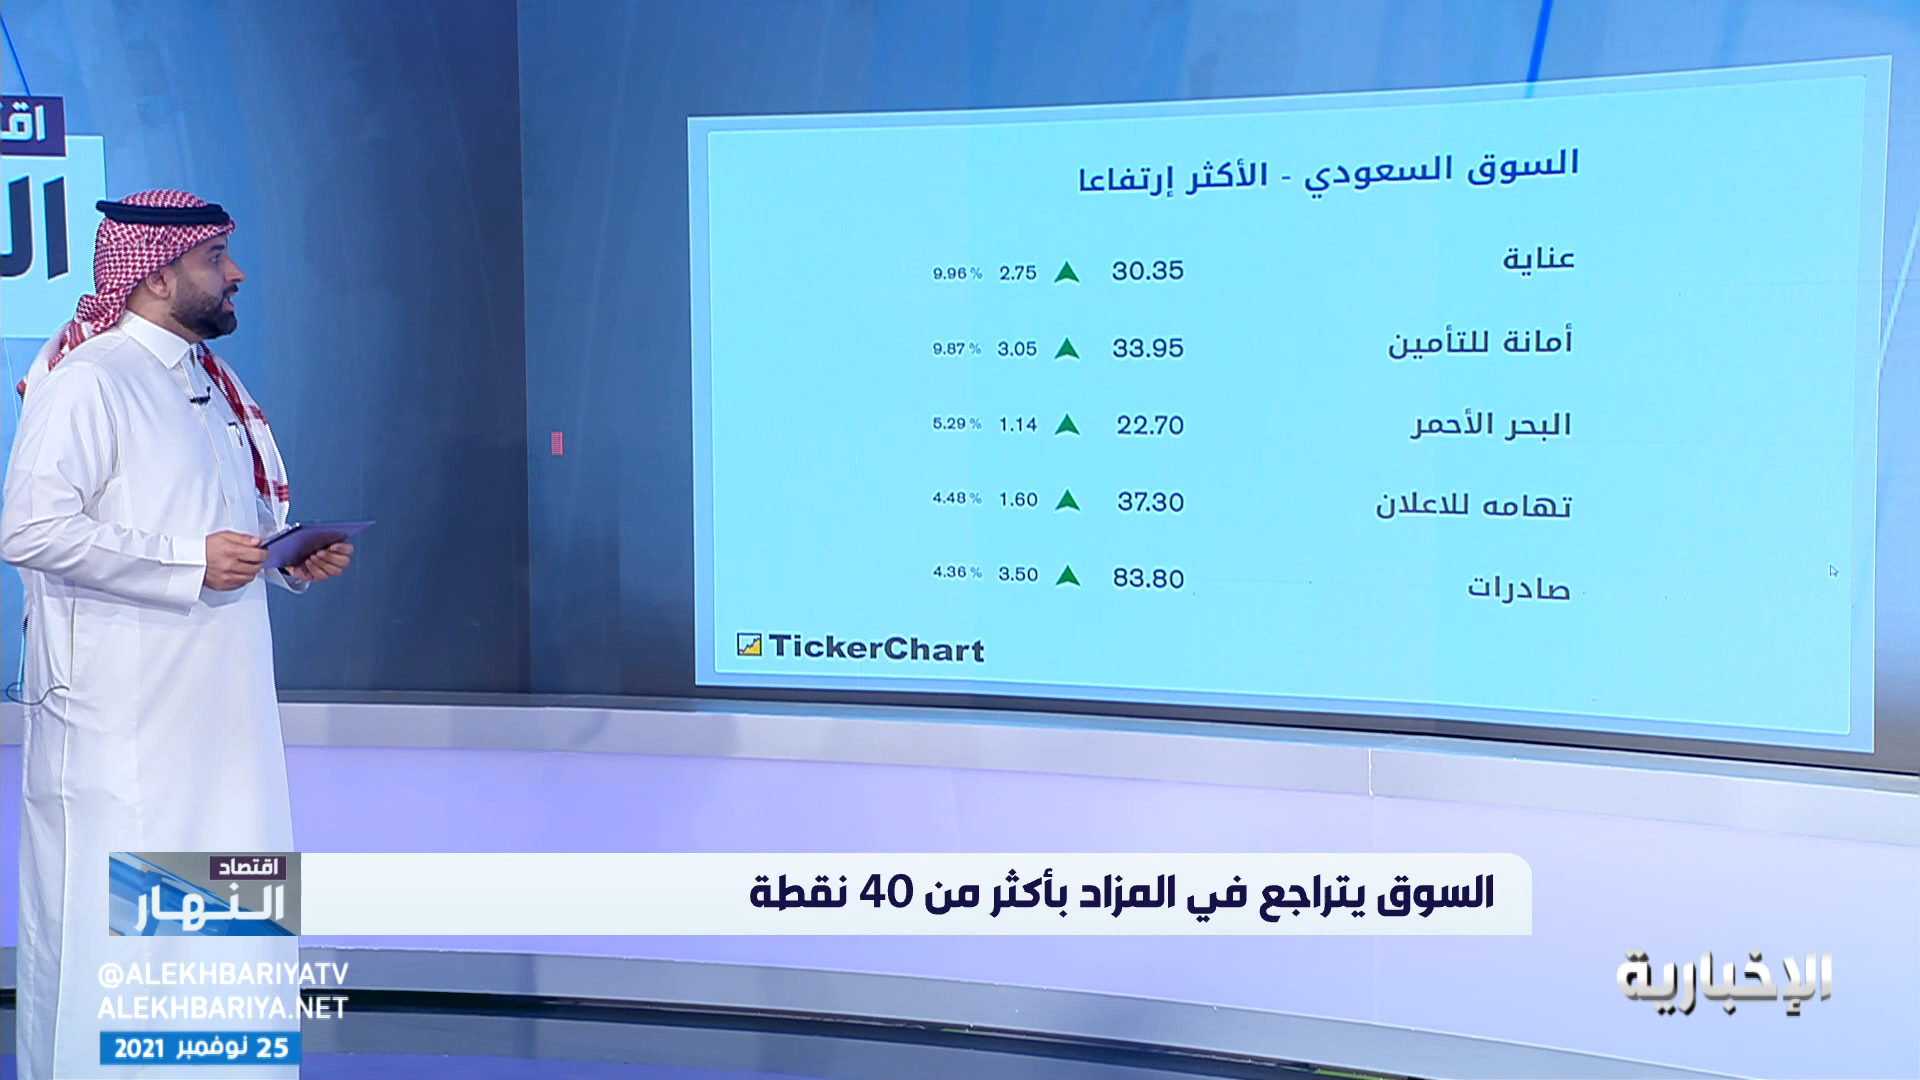 السوق السعودي - الأكثر إرتفاعا
عناية 30.35 2.75 9.96%
أمانة للتأمين 33.95 3.05 9.87%
البحر الأحمر 22.70 1.14 5.29%
تهامه للاعلان 37.30 1.60 4.48%
صادرات 83.80 3.50 4.36%
TickerChart
اقتصاد
النهار
السوق يتراجع في المزاد بأكثر من 40 نقطة
@ALEKHBARIYATV
ALEKHBARIYA.NET
25 نوفمبر 2021
الإخبارية